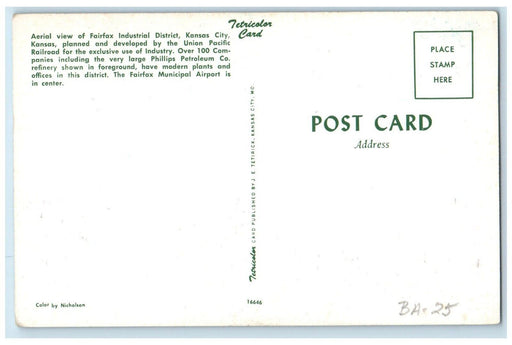 Tetricolor
Card
Aerial view of Fairfax Industrial District, Kansas City,
Kansas, planned and developed by the Union Pacific
Railroad for the exclusive use of Industry. Over 100 Com-
panies including the very large Phillips Petroleum Co.
refinery shown in foreground, have modern plants and
offices in this district. The Fairfax Municipal Airport is
in center.
PLACE
STAMP
HERE
POST CARD
Address
Tetricolor CARD PUBLISHED BY J. E. TETIRICK, KANSAS CITY, MO.
Color by Nicholson
16646
BA-25